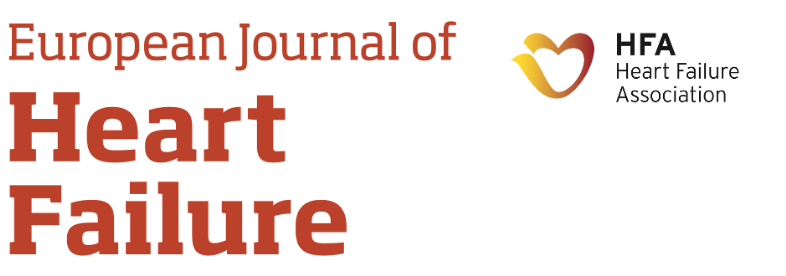 European Journal of
Heart
Failure
HFA
Heart Failure
Association